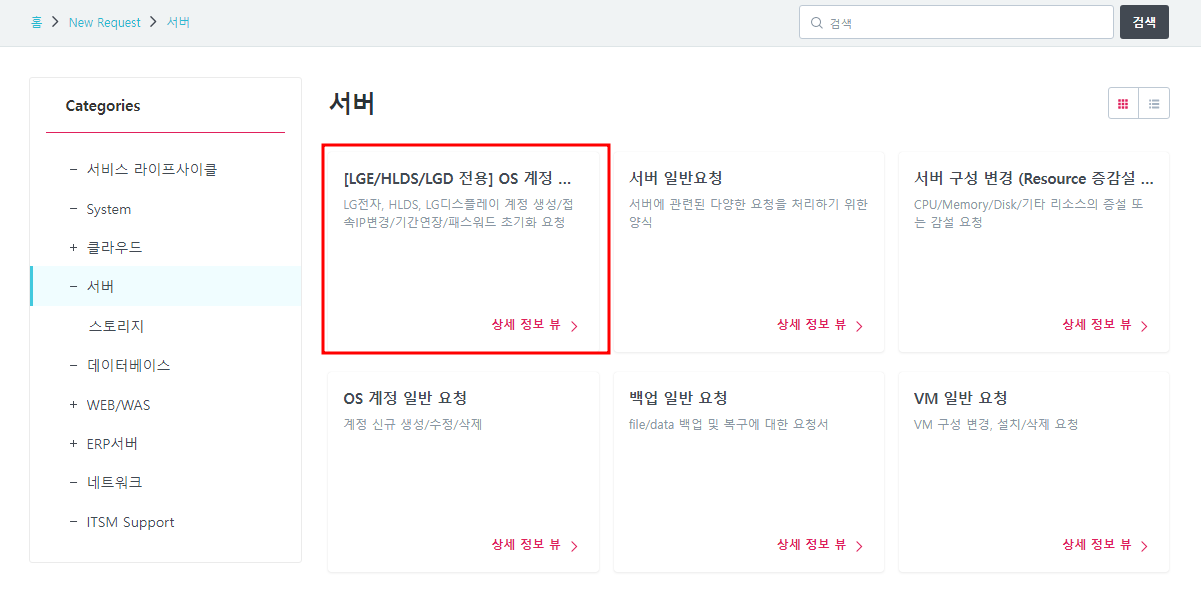 홈 > New Request > 서버
검색
검색
Categories
− 서비스 라이프사이클
− System
+ 클라우드
− 서버
스토리지
− 데이터베이스
+ WEB/WAS
+ ERP서버
− 네트워크
− ITSM Support
서버
[LGE/HLDS/LGD 전용] OS 계정 ...
LG전자, HLDS, LG디스플레이 계정 생성/접
속IP변경/기간연장/패스워드 초기화 요청
상세 정보 뷰 >
서버 일반요청
서버에 관련된 다양한 요청을 처리하기 위한
양식
상세 정보 뷰 >
서버 구성 변경 (Resource 증감설 ...
CPU/Memory/Disk/기타 리소스의 증설 또
는 감설 요청
상세 정보 뷰 >
OS 계정 일반 요청
계정 신규 생성/수정/삭제
상세 정보 뷰 >
백업 일반 요청
file/data 백업 및 복구에 대한 요청서
상세 정보 뷰 >
VM 일반 요청
VM 구성 변경, 설치/삭제 요청
상세 정보 뷰 >